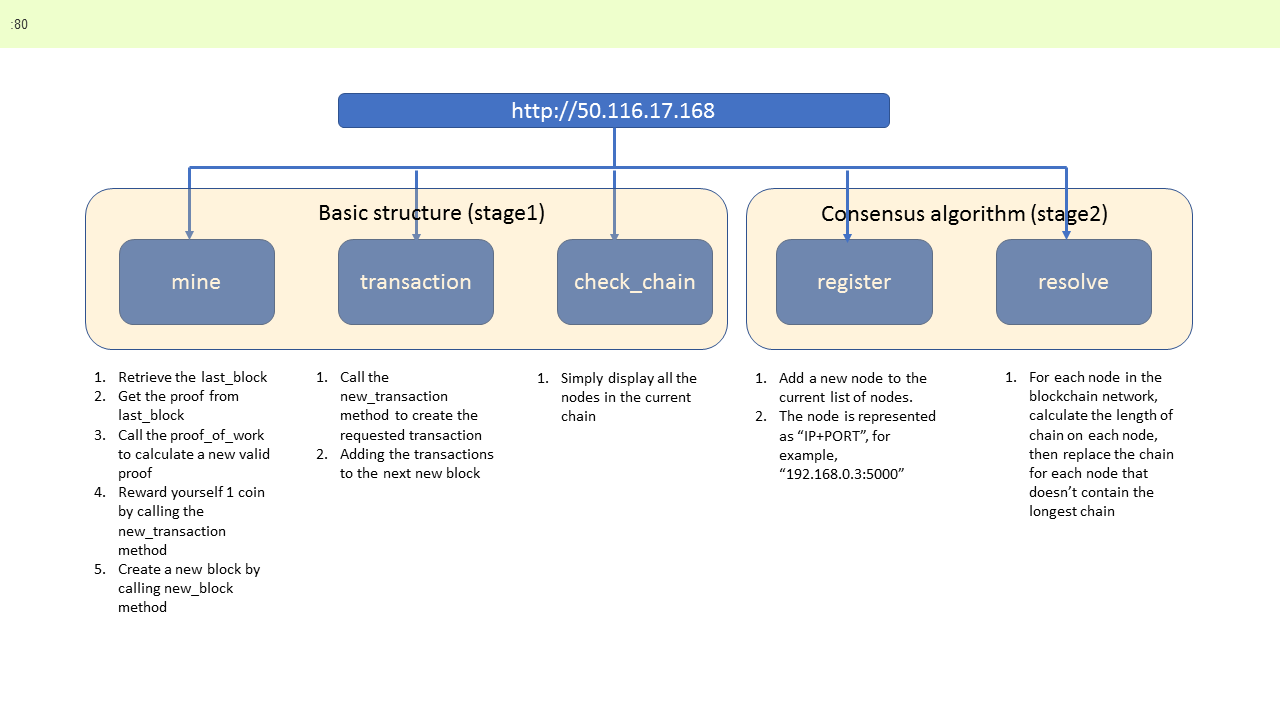 :80
http://50.116.17.168
Basic structure (stage1)
Consensus algorithm (stage2)
mine
transaction
check_chain
register
resolve
1. Retrieve the last_block
2. Get the proof from
last_block
3. Call the proof_of_work
to calculate a new valid
proof
4. Reward yourself 1 coin
by calling the
new_transaction
method
5. Create a new block by
calling new_block
method
1. Call the
new_transaction
method to create the
requested transaction
2. Adding the transactions
to the next new block
1. Simply display all the
nodes in the current
chain
1. Add a new node to the
current list of nodes.
2. The node is represented
as “IP+PORT”, for
example,
“192.168.0.3:5000”
1. For each node in the
blockchain network,
calculate the length of
chain on each node,
then replace the chain
for each node that
doesn’t contain the
longest chain